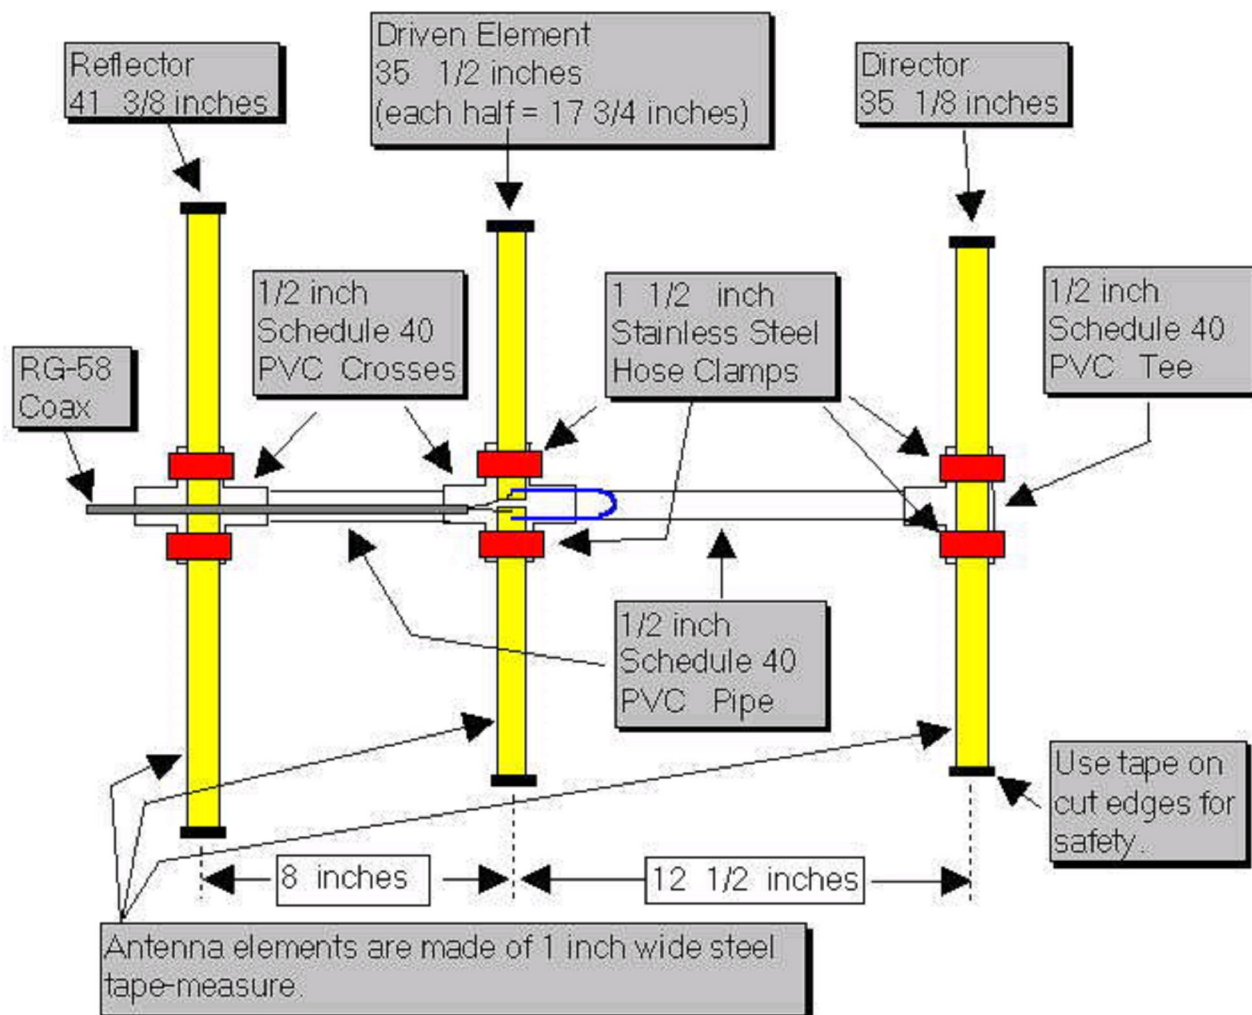 Reflector
41 3/8 inches
Driven Element
35 1/2 inches
(each half = 17 3/4 inches)
Director
35 1/8 inches
1/2 inch
Schedule 40
PVC Crosses
1 1/2 inch
Stainless Steel
Hose Clamps
1/2 inch
Schedule 40
PVC Tee
RG-58
Coax
1/2 inch
Schedule 40
PVC Pipe
Use tape on
cut edges for
safety.
8 inches
12 1/2 inches
Antenna elements are made of 1 inch wide steel
tape-measure.